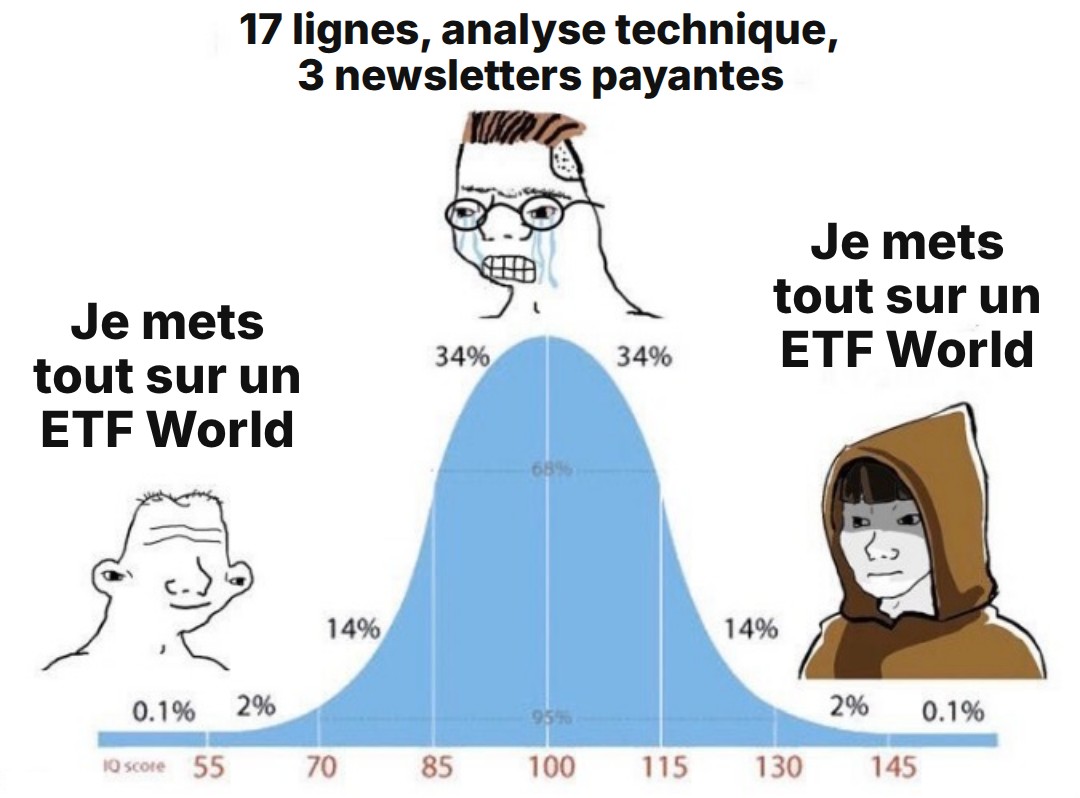 17 lignes, analyse technique,
3 newsletters payantes
Je mets
tout sur un
ETF World
Je mets
tout sur un
ETF World
34%
34%
68%
14%
14%
0.1%
2%
95%
2%
0.1%
IQ score
55
70
85
100
115
130
145